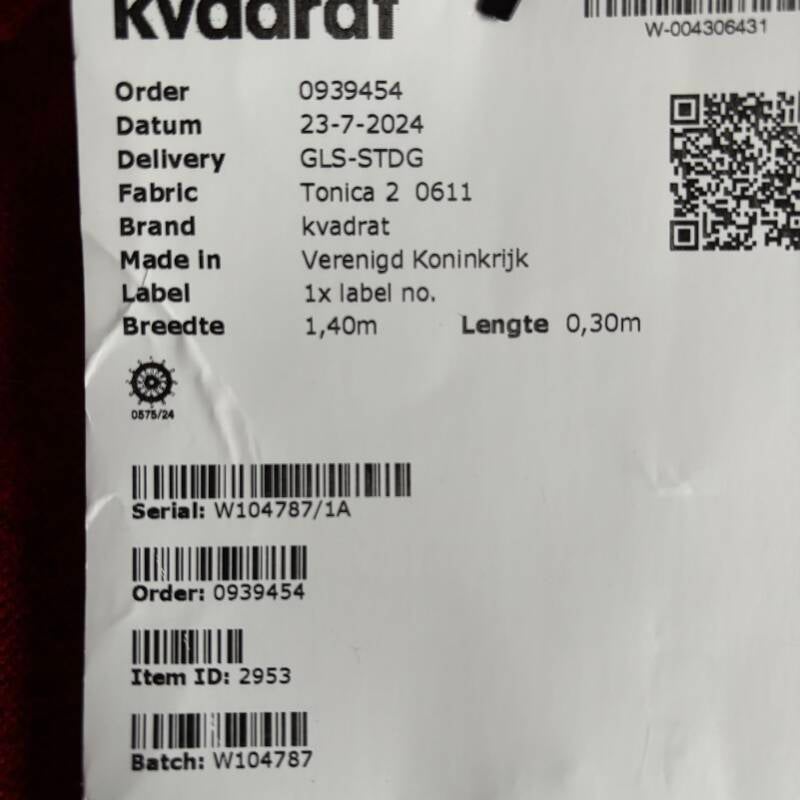 kvadrat
W-004306431
Order 0939454
Datum 23-7-2024
Delivery GLS-STDG
Fabric Tonica 2 0611
Brand kvadrat
Made in Verenigd Koninkrijk
Label 1x label no.
Breedte 1,40m Lengte 0,30m
0575/24
Serial: W104787/1A
Order: 0939454
Item ID: 2953
Batch: W104787